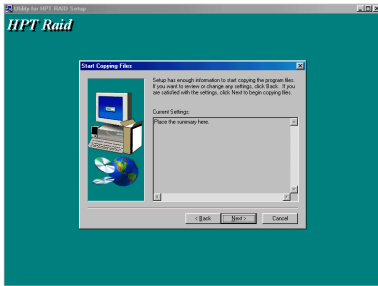 Utility for HPT RAID Setup
HPT Raid
Start Copying Files
Setup has enough information to start copying the program files.
If you want to review or change any settings, click Back. If you
are satisfied with the settings, click Next to begin copying files.
Current Settings:
Place the summary here.
< Back
Next >
Cancel